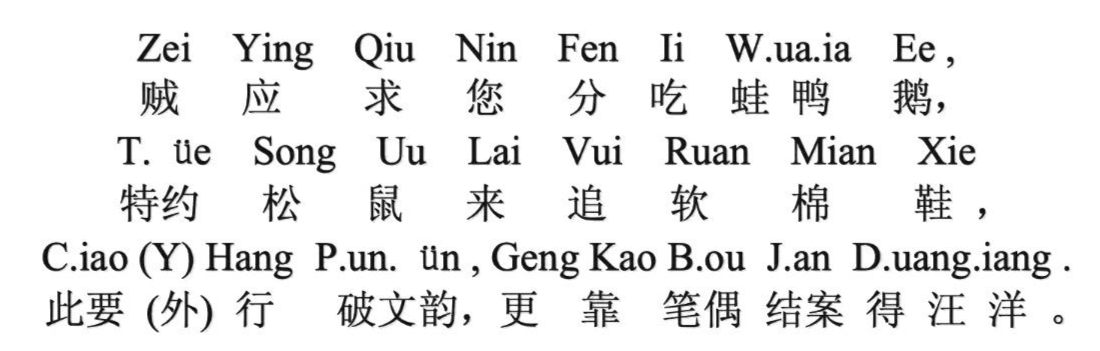 Zei Ying Qiu Nin Fen Ii W.ua.ia Ee ,
贼 应 求 您 分 吃 蛙 鸭 鹅，
T. üe Song Uu Lai Vui Ruan Mian Xie
特约 松 鼠 来 追 软 棉 鞋 ，
C.iao (Y) Hang P.un. ün , Geng Kao B.ou J.an D.uang.iang .
此要 (外) 行 破文韵，更 靠 笔偶 结案 得 汪 洋 。